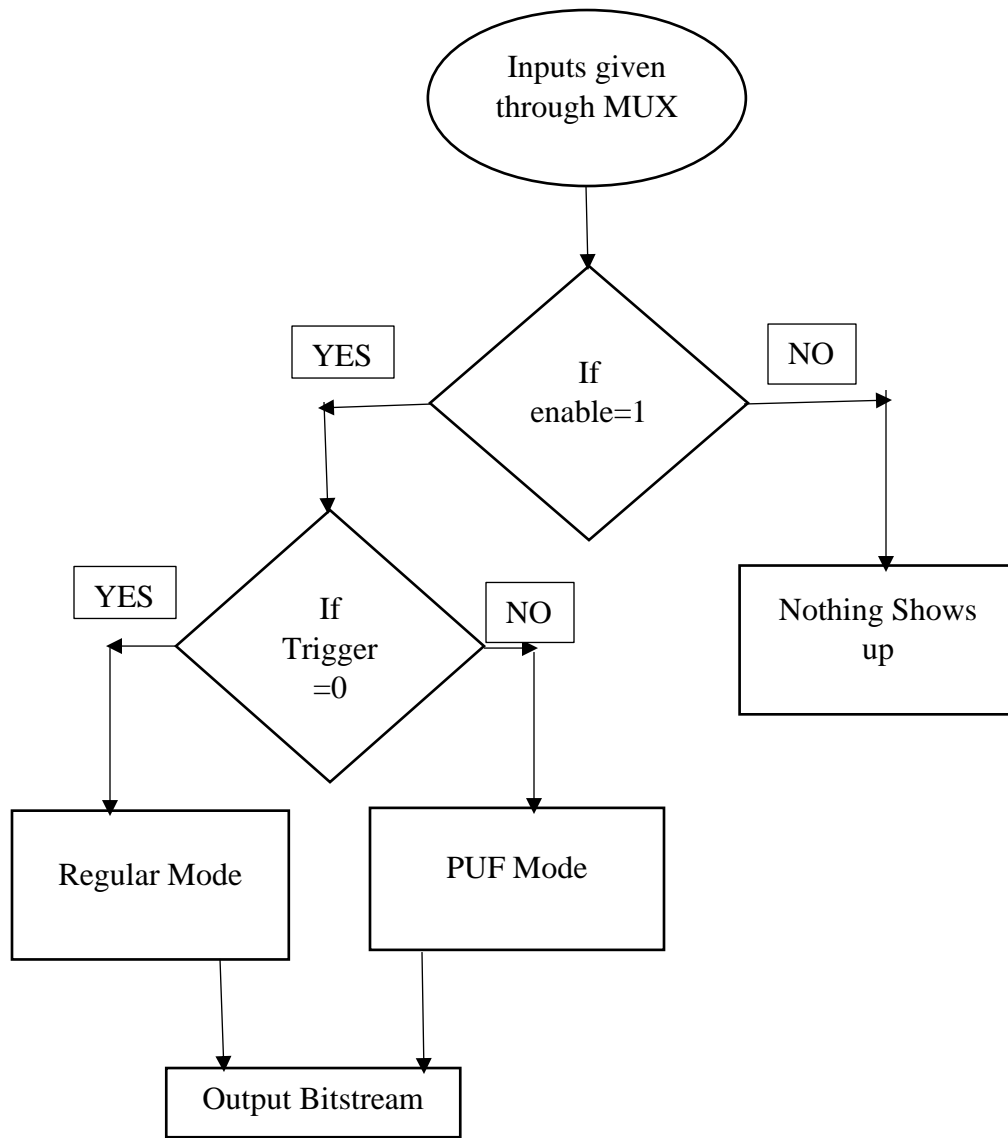 Inputs given
through MUX
YES
NO
If
enable=1
YES
If
Trigger
=0
NO
Nothing Shows
up
Regular Mode
PUF Mode
Output Bitstream